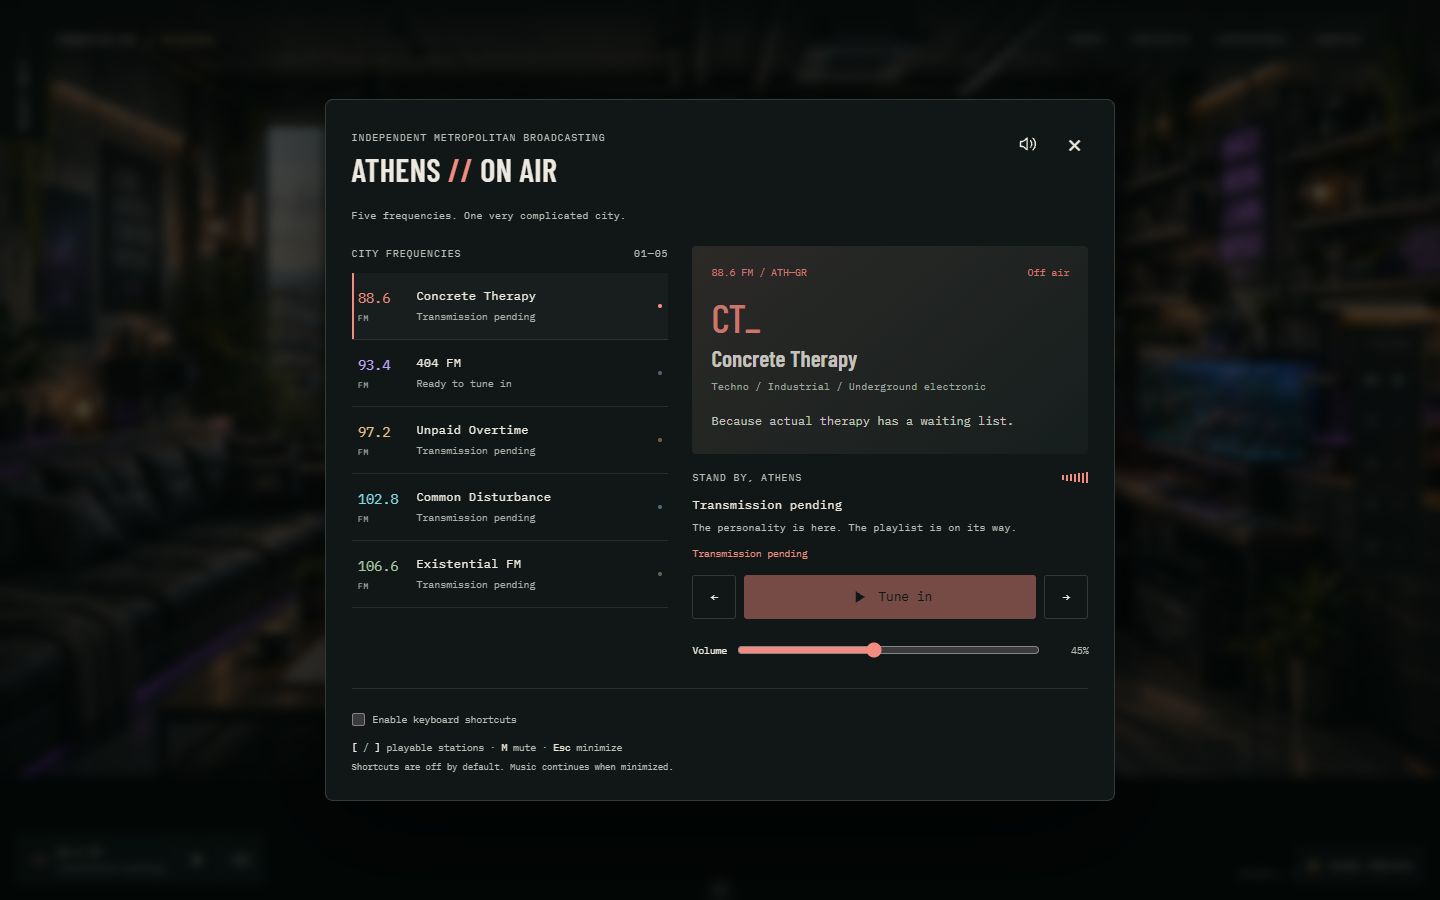 INDEPENDENT METROPOLITAN BROADCASTING
ATHENS // ON AIR
Five frequencies. One very complicated city.
CITY FREQUENCIES 01—05
88.6 FM
Concrete Therapy
Transmission pending
93.4 FM
404 FM
Ready to tune in
97.2 FM
Unpaid Overtime
Transmission pending
102.8 FM
Common Disturbance
Transmission pending
106.6 FM
Existential FM
Transmission pending
88.6 FM / ATH—GR Off air
CT_
Concrete Therapy
Techno / Industrial / Underground electronic
Because actual therapy has a waiting list.
STAND BY, ATHENS
Transmission pending
The personality is here. The playlist is on its way.
Transmission pending
← ▶ Tune in →
Volume 45%
Enable keyboard shortcuts
[ / ] playable stations · M mute · Esc minimize
Shortcuts are off by default. Music continues when minimized.